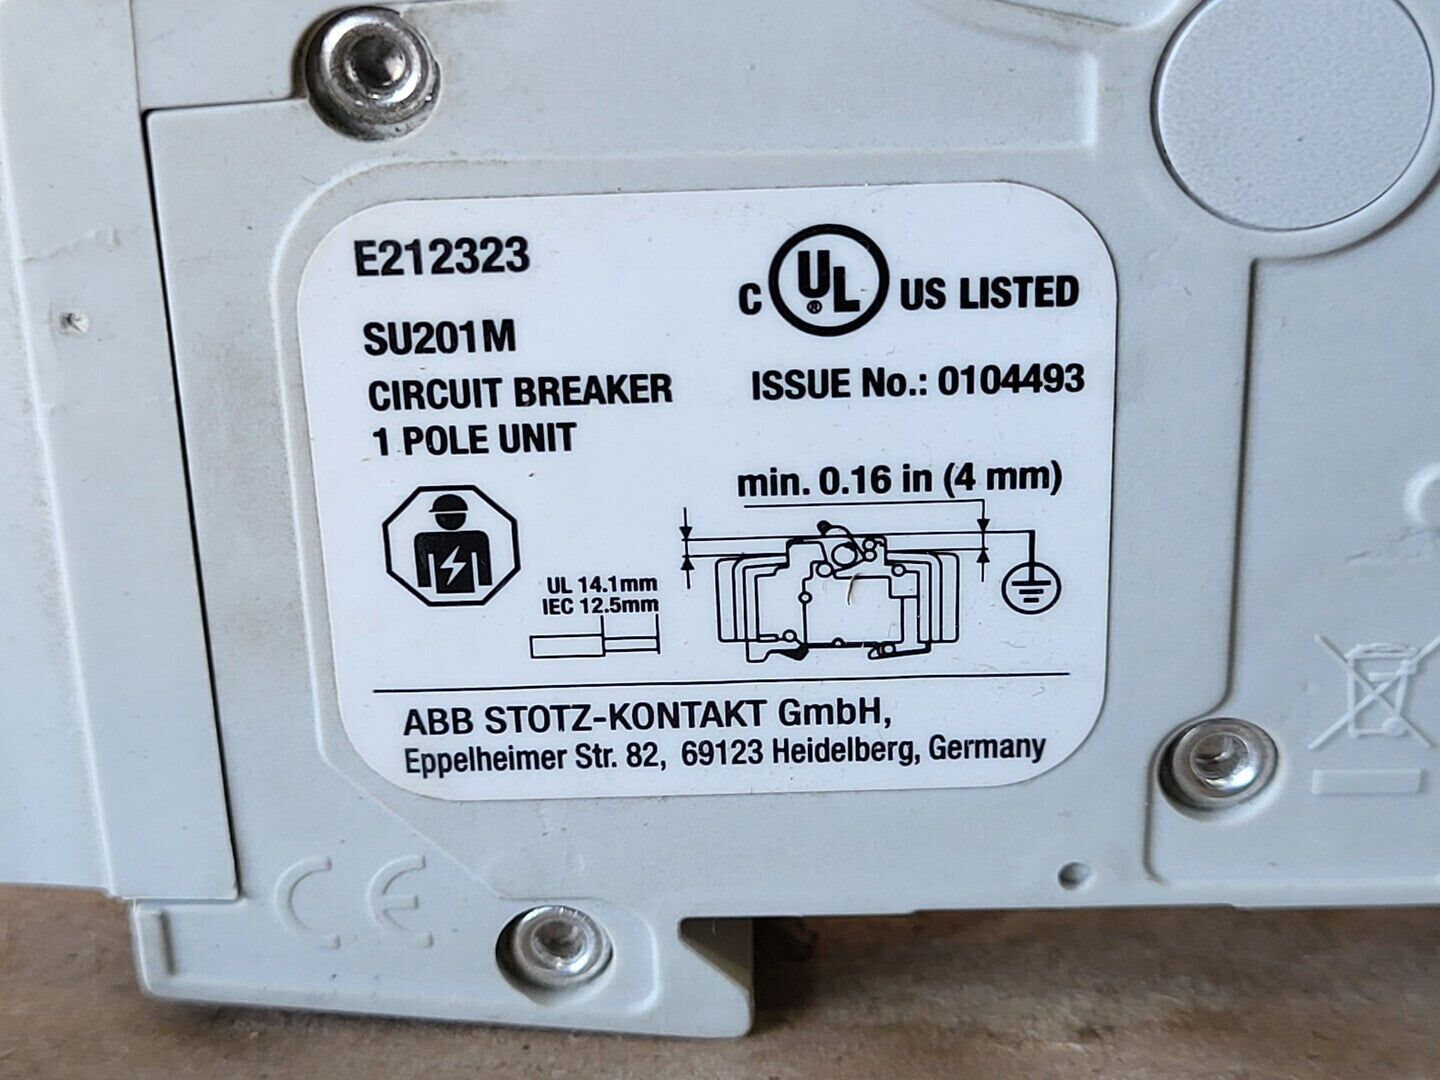 E212323
C UL® US LISTED
SU201M
CIRCUIT BREAKER
ISSUE No.: 0104493
1 POLE UNIT
min. 0.16 in (4 mm)
UL 14.1mm
IEC 12.5mm
ABB STOTZ-KONTAKT GmbH,
Eppelheimer Str. 82, 69123 Heidelberg, Germany
CE